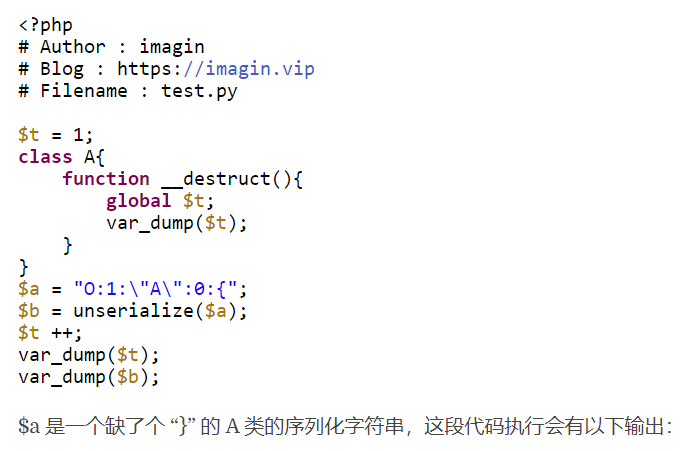 <?php
# Author : imagin
# Blog : https://imagin.vip
# Filename : test.py
$t = 1;
class A{
    function __destruct(){
        global $t;
        var_dump($t);
    }
}
$a = "O:1:\"A\":0:{";
$b = unserialize($a);
$t ++;
var_dump($t);
var_dump($b);
$a 是一个缺了个 “}” 的 A 类的序列化字符串，这段代码执行会有以下输出：